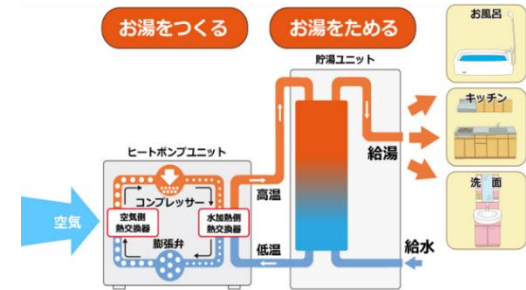 お湯をつくる
お湯をためる
お風呂
貯湯ユニット
キッチン
ヒートポンプユニット
給湯
コンプレッサー
高温
洗面
空気
空気側
熱交換器
水加熱側
熱交換器
膨張弁
低温
給水